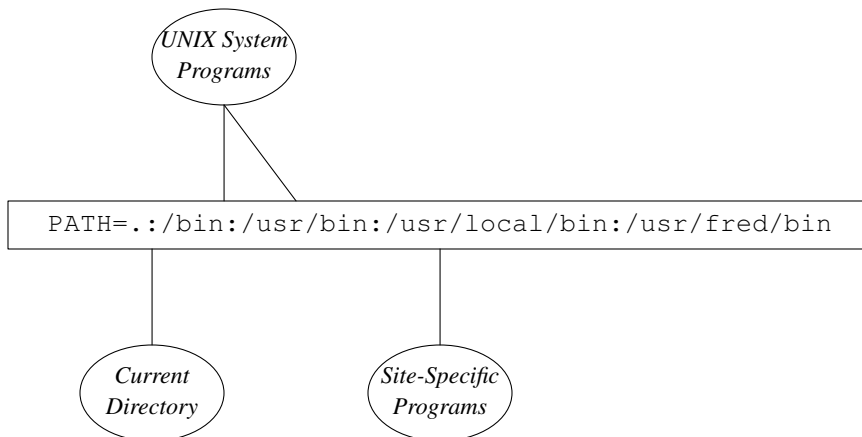 UNIX System
Programs
PATH=.:/bin:/usr/bin:/usr/local/bin:/usr/fred/bin
Current
Directory
Site-Specific
Programs